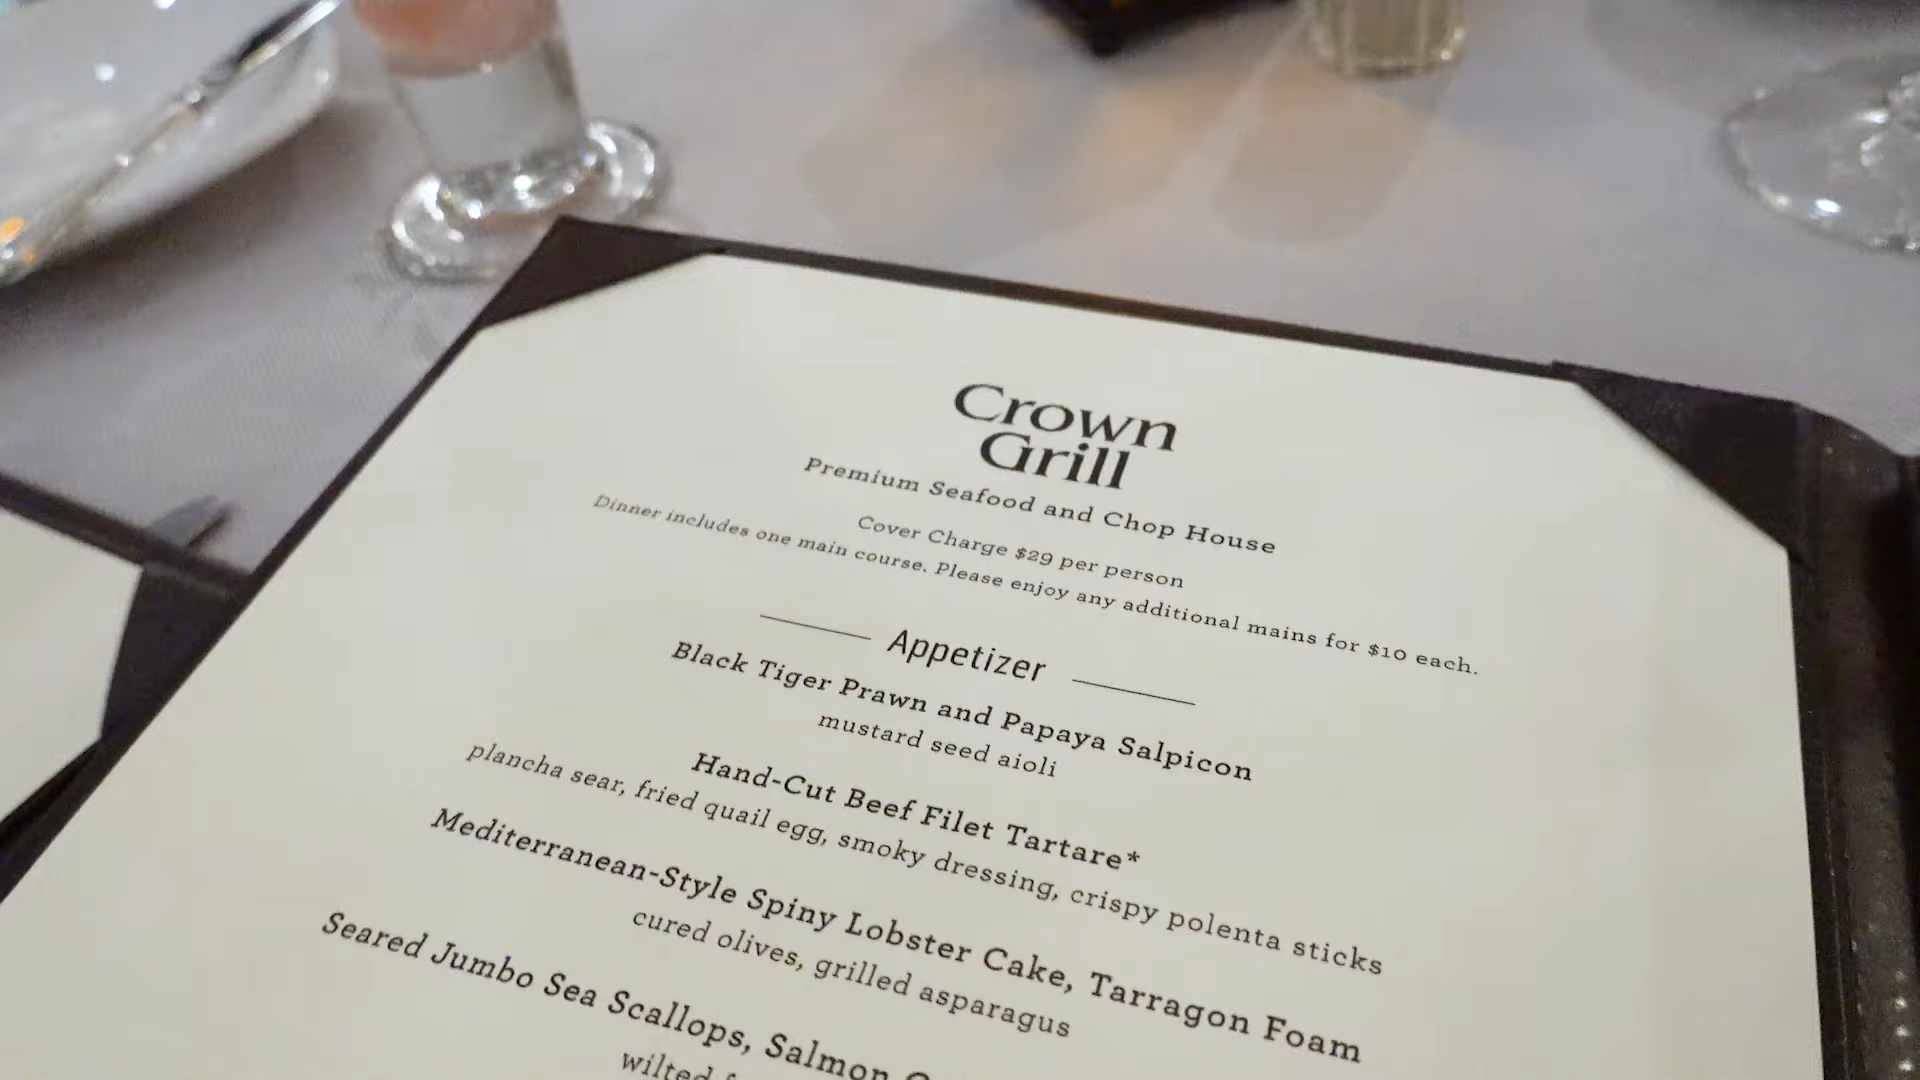 Crown
Grill
Premium Seafood and Chop House
Cover Charge $29 per person
Dinner includes one main course. Please enjoy any additional mains for $10 each.
Appetizer
Black Tiger Prawn and Papaya Salpicon
mustard seed aioli
Hand-Cut Beef Filet Tartare*
plancha sear, fried quail egg, smoky dressing, crispy polenta sticks
Mediterranean-Style Spiny Lobster Cake, Tarragon Foam
cured olives, grilled asparagus
Seared Jumbo Sea Scallops, Salmon
wilted